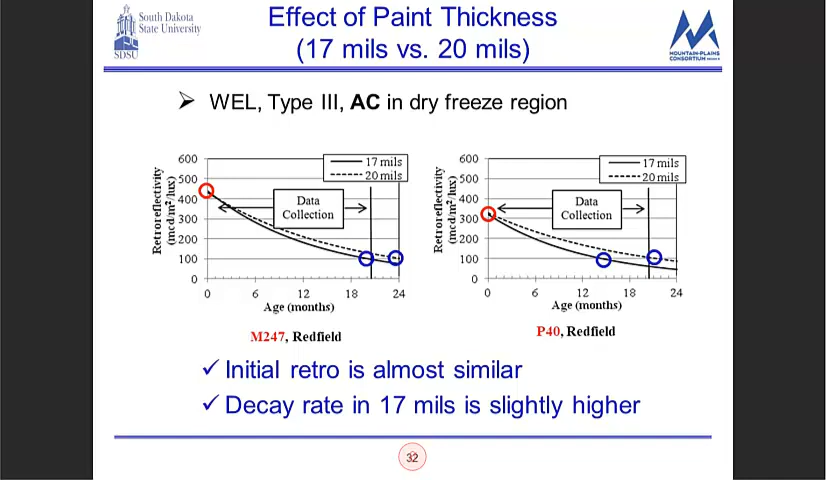 South Dakota
State University
SDSU
Effect of Paint Thickness
(17 mils vs. 20 mils)
MOUNTAIN-PLAINS
CONSORTIUM
➢ WEL, Type III, AC in dry freeze region
Retroreflectivity
(mcd/m²/lux)
600
500
400
300
200
100
0
17 mils
20 mils
Data
Collection
0 6 12 18 24
Age (months)
M247, Redfield
Retroreflectivity
(mcd/m²/lux)
600
500
400
300
200
100
0
17 mils
20 mils
Data
Collection
0 6 12 18 24
Age (months)
P40, Redfield
✓ Initial retro is almost similar
✓ Decay rate in 17 mils is slightly higher
32